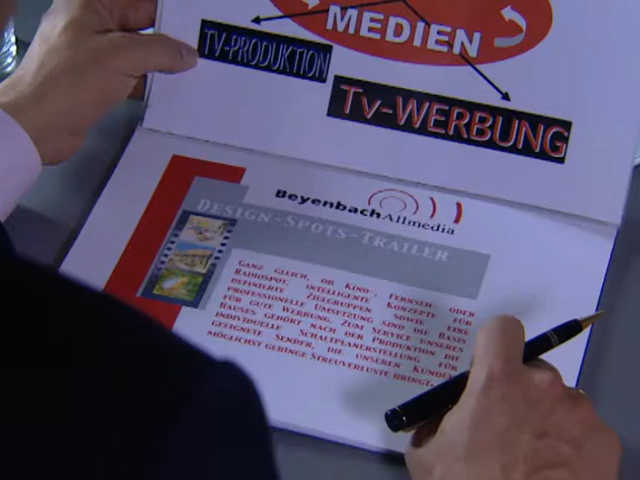 MEDIEN
TV-PRODUKTION
TV-WERBUNG
BeyenbachAllmedia
DESIGN-SPOTS-TRAILER
GANZ GLEICH, OB KINO-, FERNSEH ODER
RADIOSPOT, INTELLIGENTE KONZEPTE FÜR
DEFINIERTE ZIELGRUPPEN SOWIE EINE
PROFESSIONELLE UMSETZUNG SIND DIE BASIS
FÜR GUTE WERBUNG. ZUM SERVICE UNSERES
HAUSES GEHÖRT NACH DER PRODUKTION DIE
INDIVIDUELLE SCHALTPLANERSTELLUNG FÜR
GEEIGNETE SENDER, DIE UNSEREN KUNDEN
MÖGLICHST GERINGE STREUVERLUSTE BRINGT.